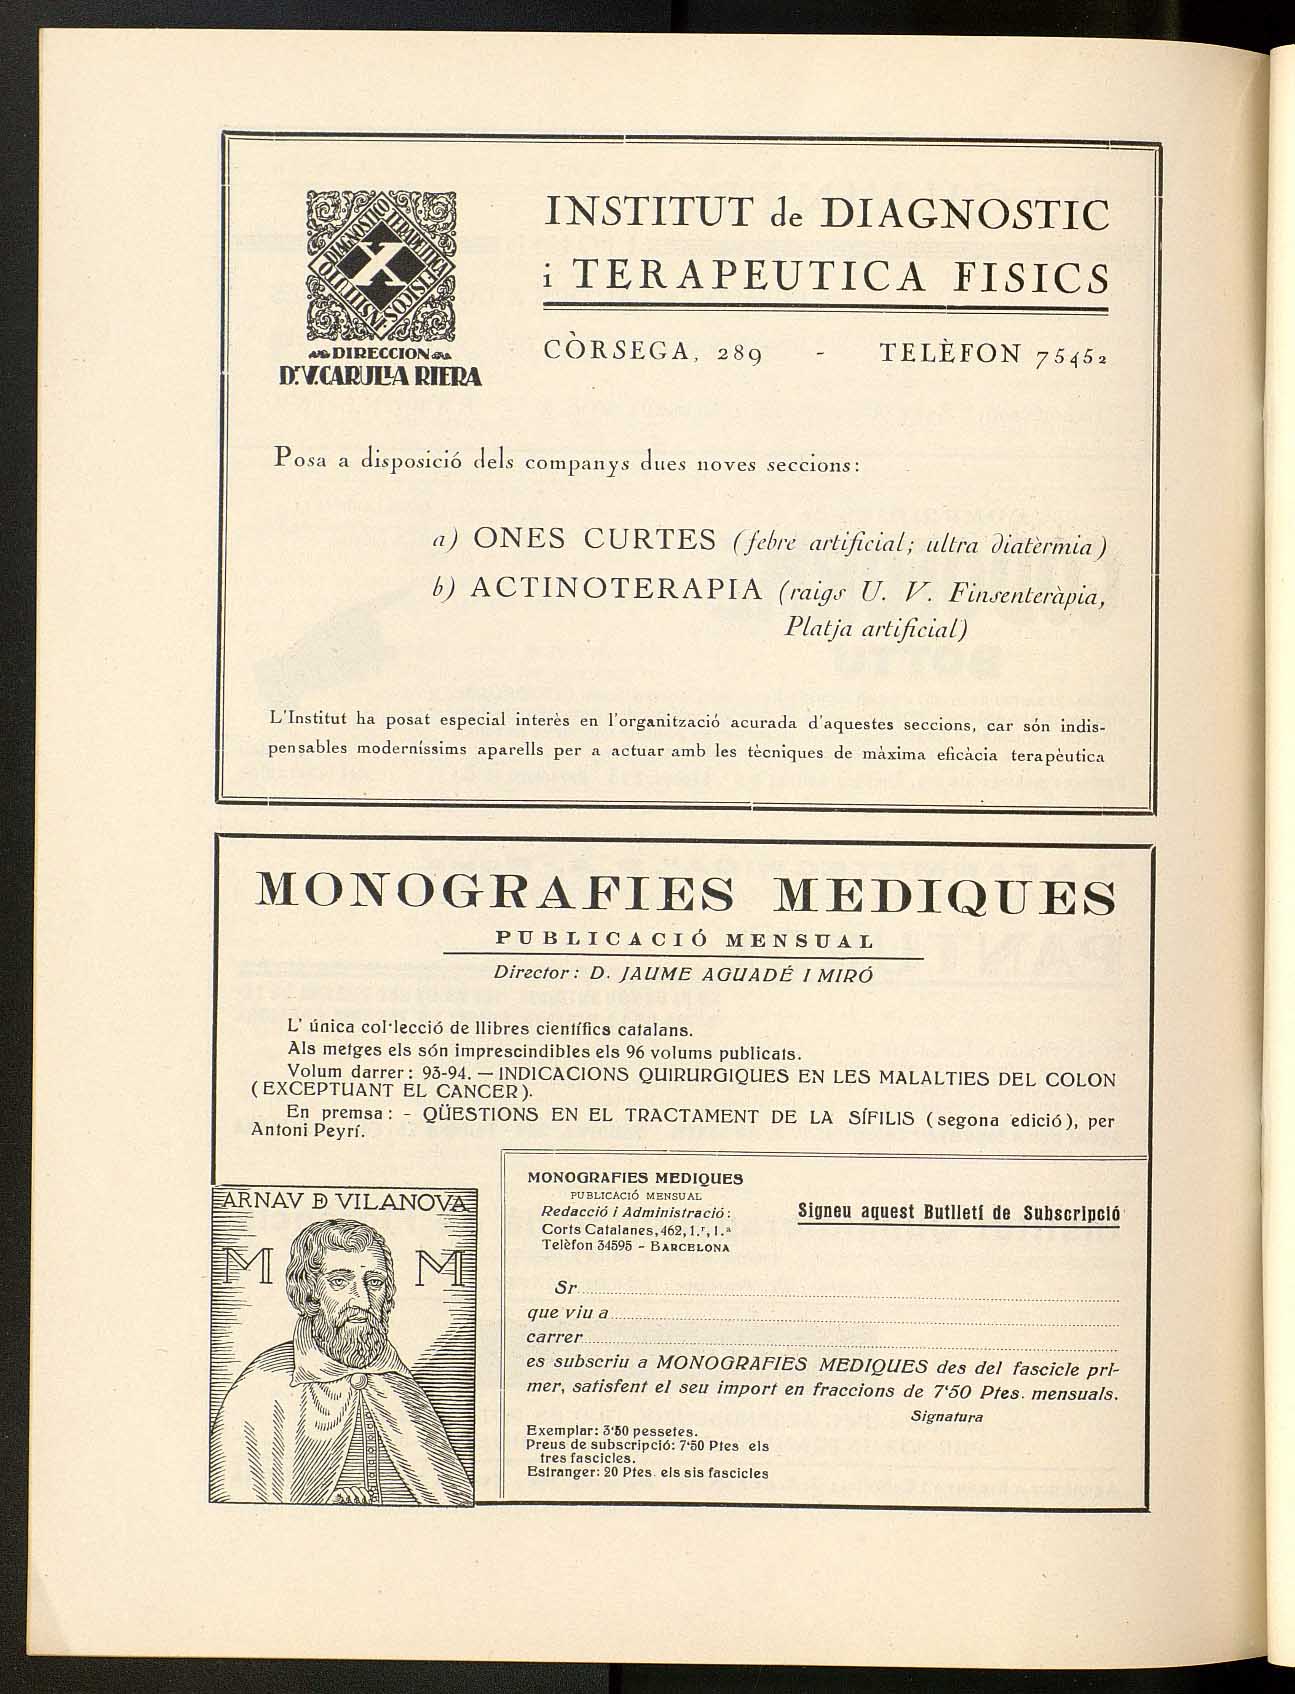 INSTITUT de DIAGNOSTIC
i TERAPEUTICA FISICS
CÒRSEGA, 289 - TELÈFON 75452
INSTITUTO DIAGNOSTICO TERAPEUTICA FISICOS
X
DIRECCION
Dr. V. CARULLA RIERA
Posa a disposició dels companys dues noves seccions:
a) ONES CURTES (febre artificial; ultra diatèrmia)
b) ACTINOTERAPIA (raigs U. V. Finsenteràpia,
Platja artificial)
L'Institut ha posat especial interès en l'organització acurada d'aquestes seccions, car són indis-
pensables moderníssims aparells per a actuar amb les tècniques de màxima eficàcia terapèutica
MONOGRAFIES MEDIQUES
PUBLICACIÓ MENSUAL
Director: D. JAUME AGUADÉ I MIRÓ
L' única col·lecció de llibres científics catalans.
Als metges els són imprescindibles els 96 volums publicats.
Volum darrer: 93-94. — INDICACIONS QUIRURGIQUES EN LES MALALTIES DEL COLON
(EXCEPTUANT EL CANCER).
En premsa: - QÜESTIONS EN EL TRACTAMENT DE LA SÍFILIS (segona edició), per
Antoni Peyrí.
ARNAV D VILANOVA
M M
MONOGRAFIES MEDIQUES
PUBLICACIÓ MENSUAL
Redacció i Administració:
Corts Catalanes, 462, 1.r, 1.ª
Telèfon 34595 - BARCELONA
Signeu aquest Butlletí de Subscripció
Sr.
que viu a
carrer
es subscriu a MONOGRAFIES MEDIQUES des del fascicle pri-
mer, satisfent el seu import en fraccions de 7'50 Ptes. mensuals.
Signatura
Exemplar: 3'50 pessetes.
Preus de subscripció: 7'50 Ptes els
tres fascicles.
Estranger: 20 Ptes. els sis fascicles